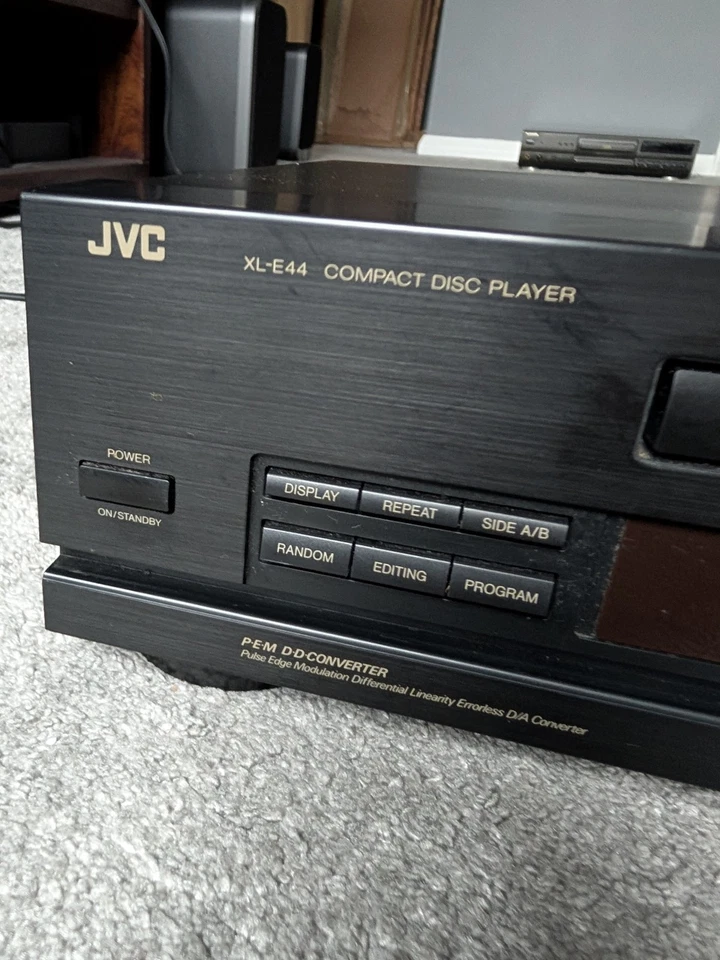 JVC
XL-E44 COMPACT DISC PLAYER
POWER
ON/STANDBY
DISPLAY REPEAT SIDE A/B
RANDOM EDITING PROGRAM
P·E·M D·D·CONVERTER
Pulse Edge Modulation Differential Linearity Errorless D/A Converter